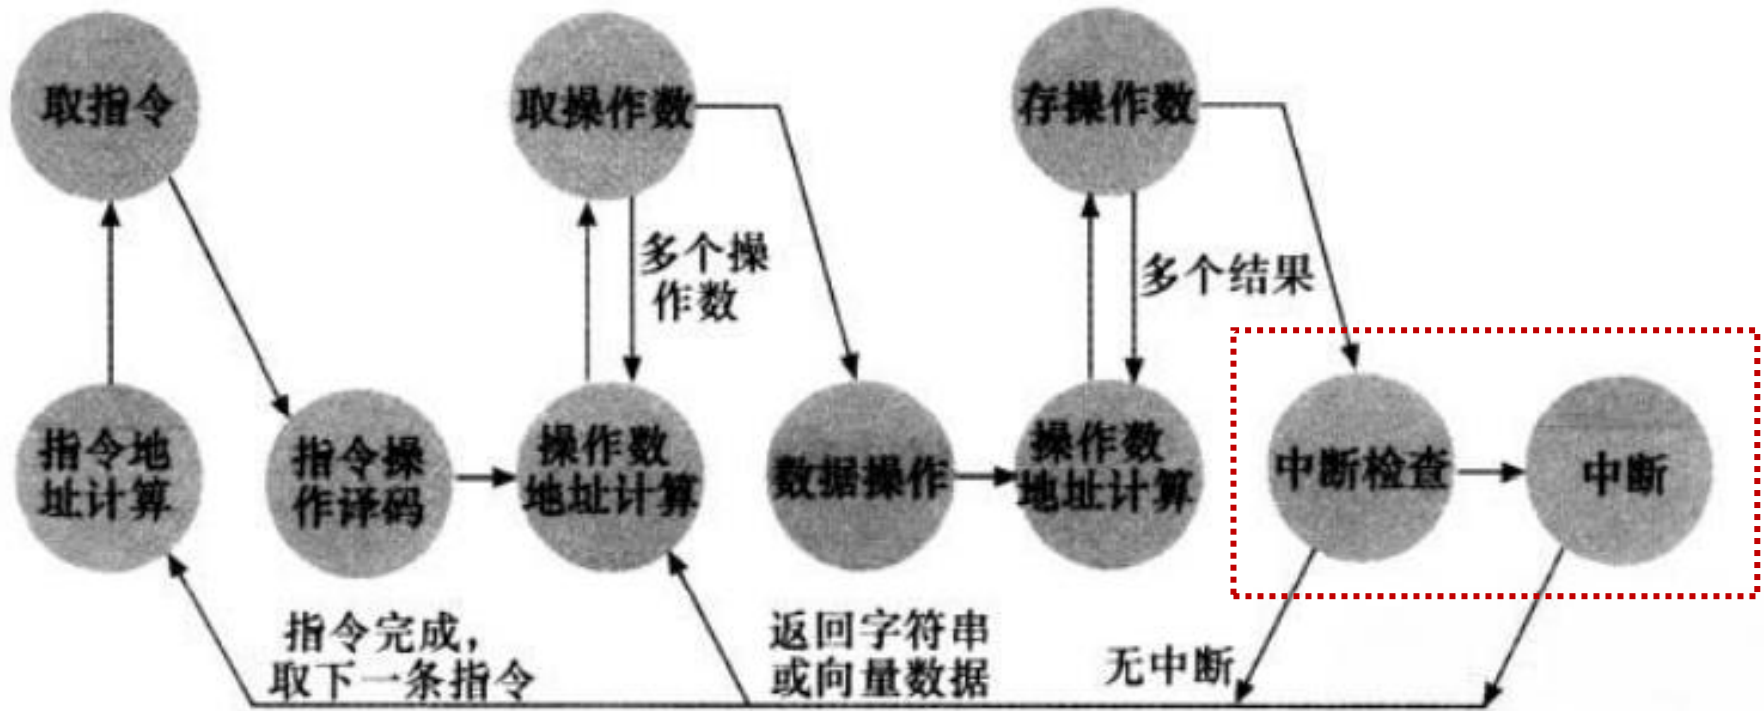 取指令
取操作数
存操作数
多个操
作数
多个结果
指令地
址计算
指令操
作译码
操作数
地址计算
数据操作
操作数
地址计算
中断检查
中断
指令完成，
取下一条指令
返回字符串
或向量数据
无中断